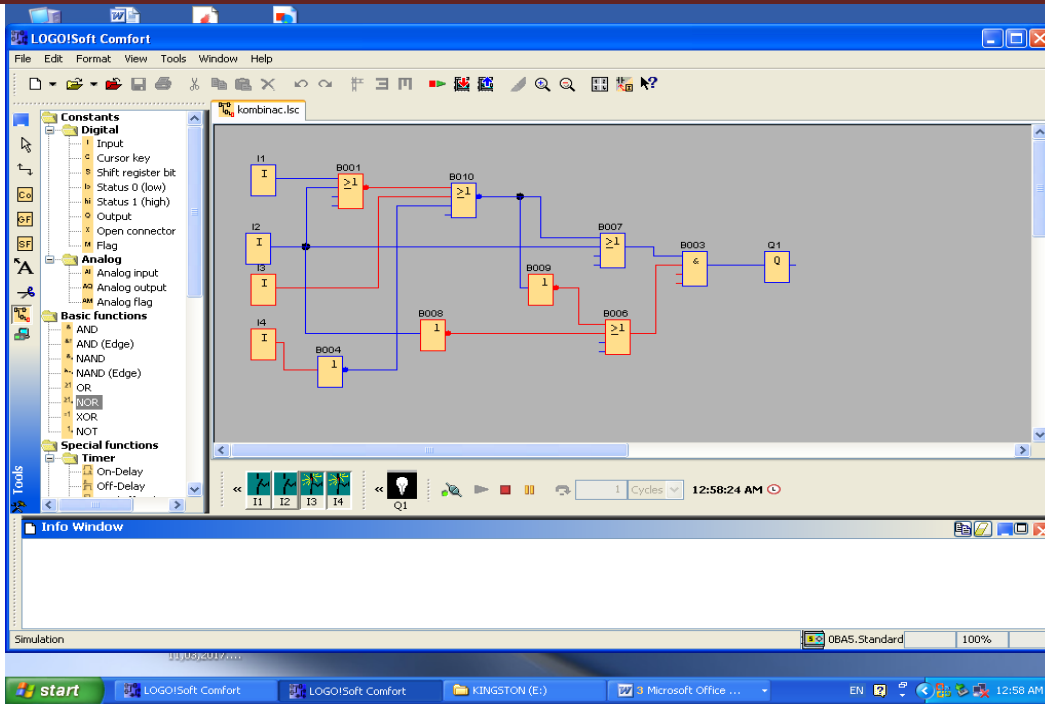 LOGO!Soft Comfort
File Edit Format View Tools Window Help
kombinac.lsc
Constants
Digital
Input
Cursor key
Shift register bit
Status 0 (low)
Status 1 (high)
Output
Open connector
Flag
Analog
Analog input
Analog output
Analog flag
Basic functions
AND
AND (Edge)
NAND
NAND (Edge)
OR
NOR
XOR
NOT
Special functions
Timer
On-Delay
Off-Delay
Co
GF
SF
A
Tools
I1
I
B001
≥1
B010
≥1
I2
I
B007
≥1
B003
&
Q1
Q
I3
I
B009
1
I4
I
B008
1
B006
≥1
B004
1
I1 I2 I3 I4 Q1
1 Cycles 12:58:24 AM
Info Window
Simulation 0BA5.Standard 100%
start LOGO!Soft Comfort LOGO!Soft Comfort KINGSTON (E:) 3 Microsoft Office ... EN 12:58 AM